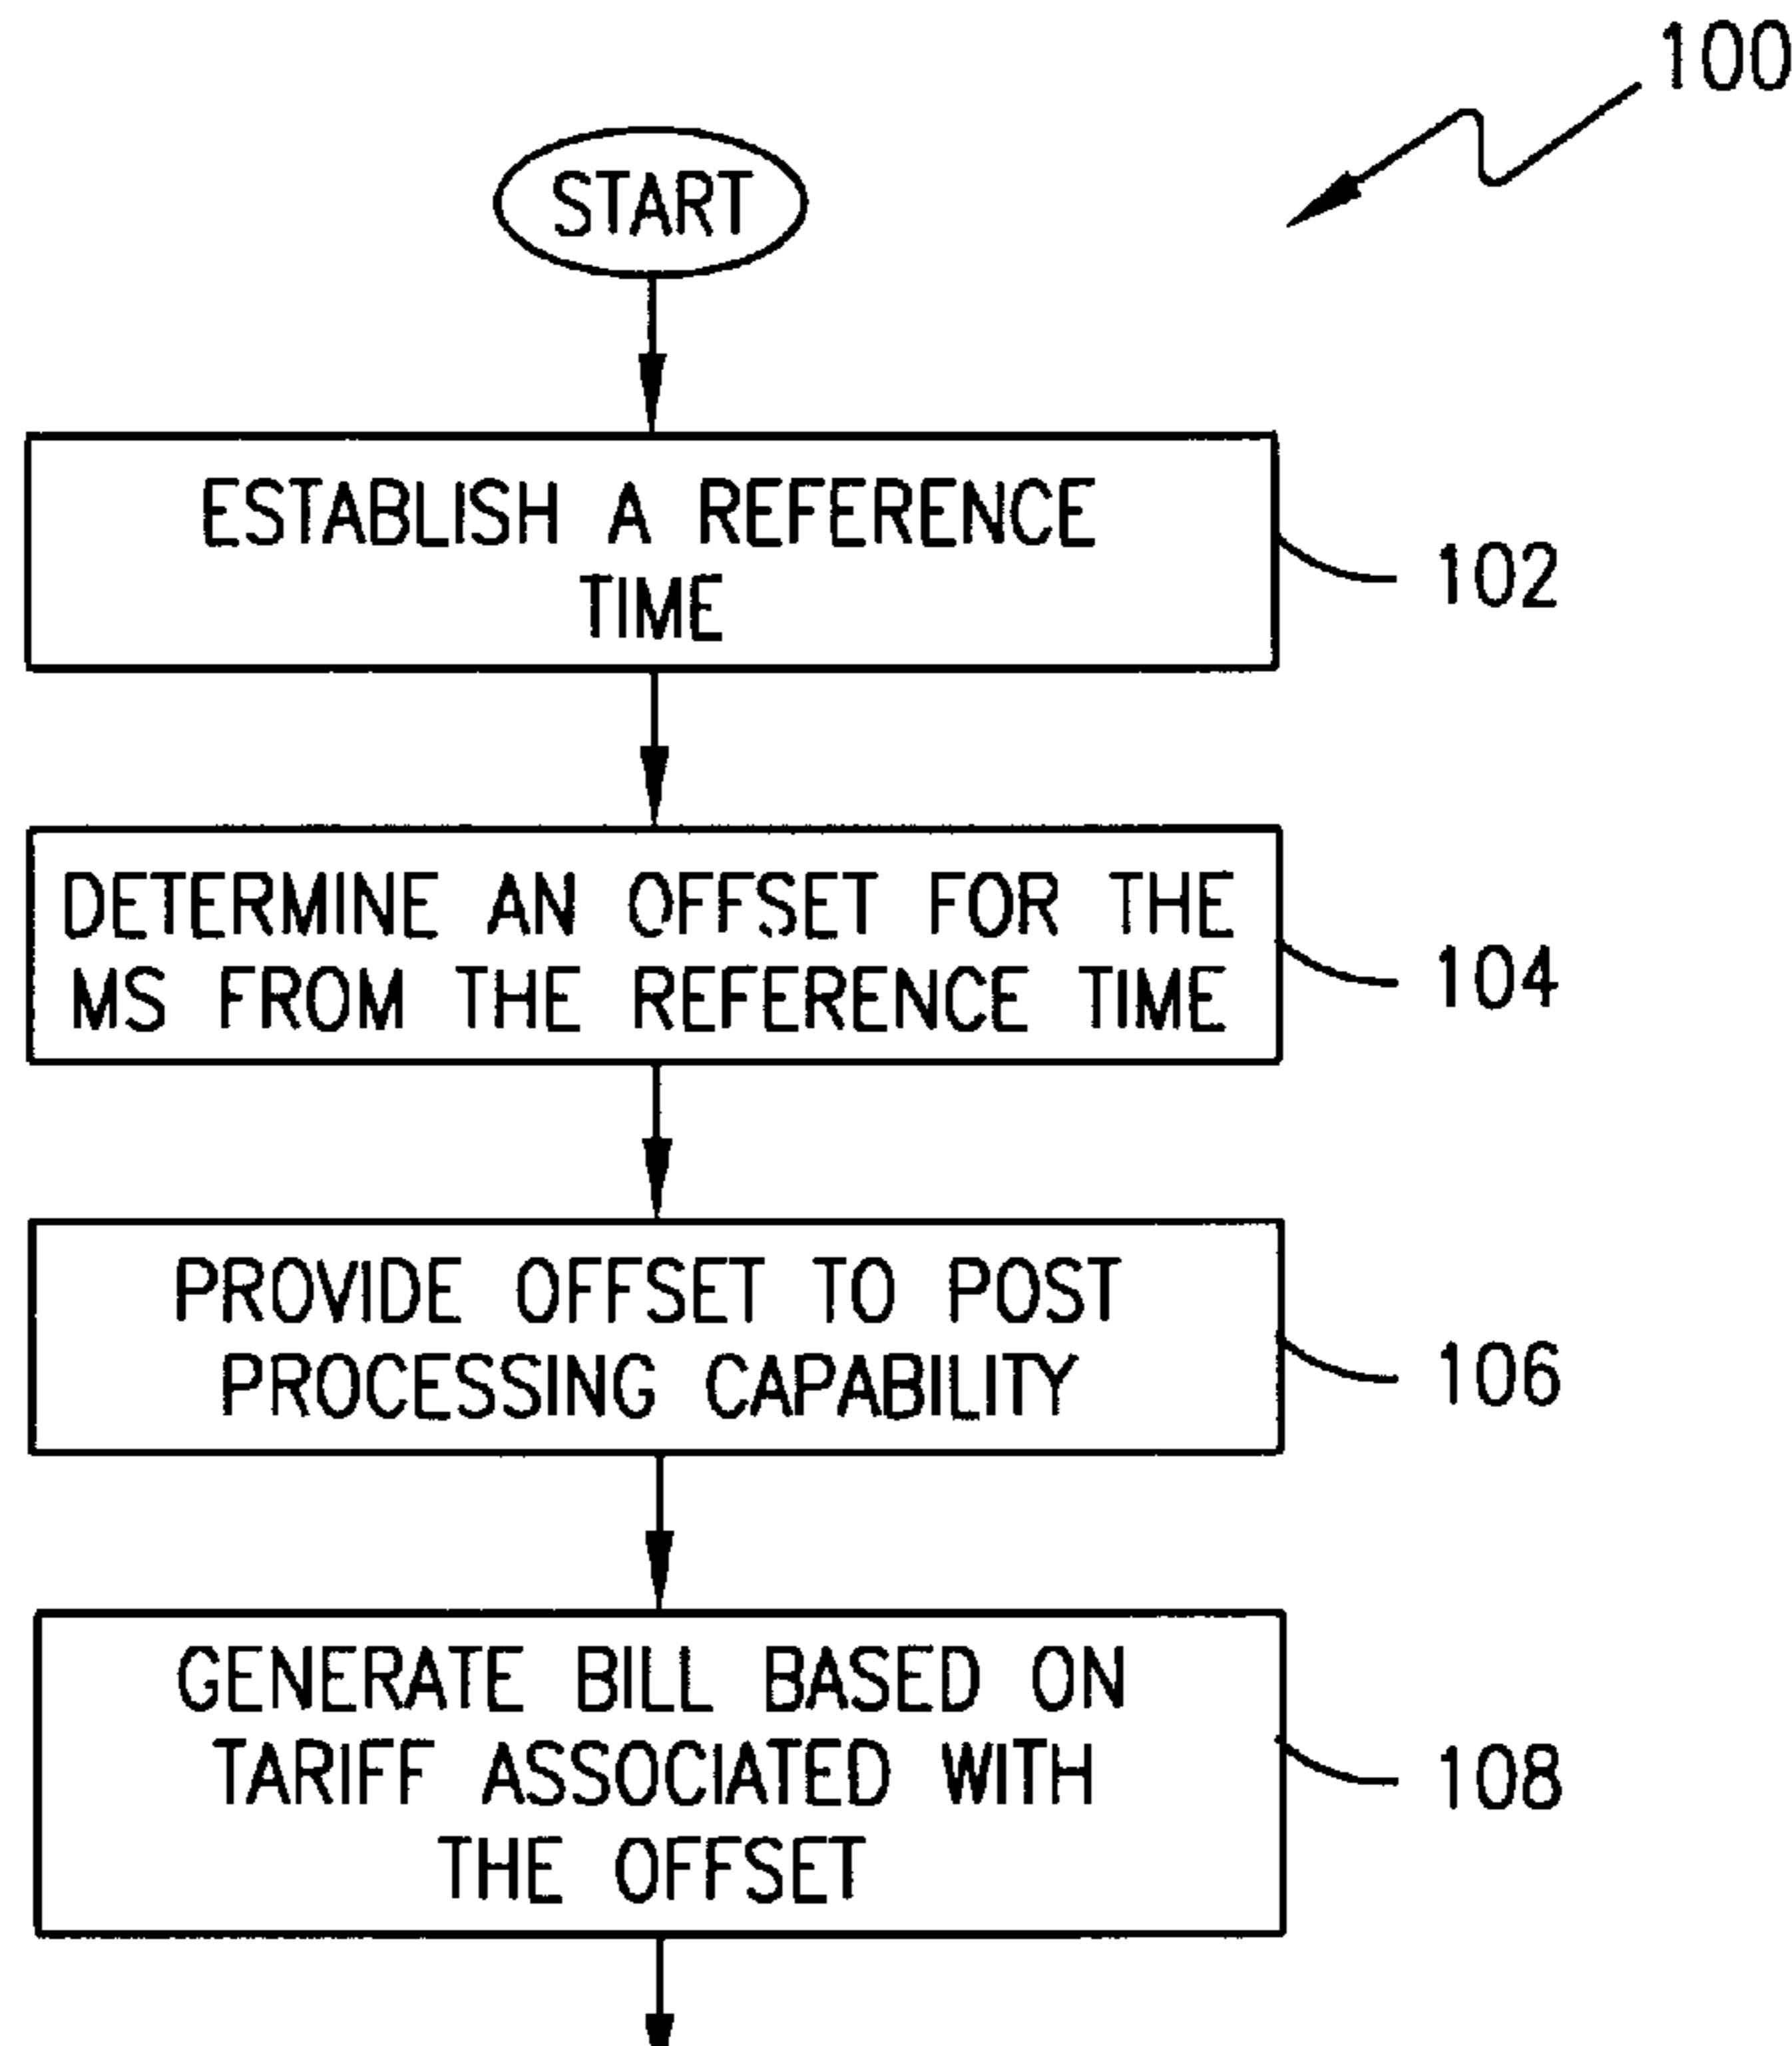 100
START
ESTABLISH A REFERENCE
TIME
102
DETERMINE AN OFFSET FOR THE
MS FROM THE REFERENCE TIME
104
PROVIDE OFFSET TO POST
PROCESSING CAPABILITY
106
GENERATE BILL BASED ON
TARIFF ASSOCIATED WITH
THE OFFSET
108